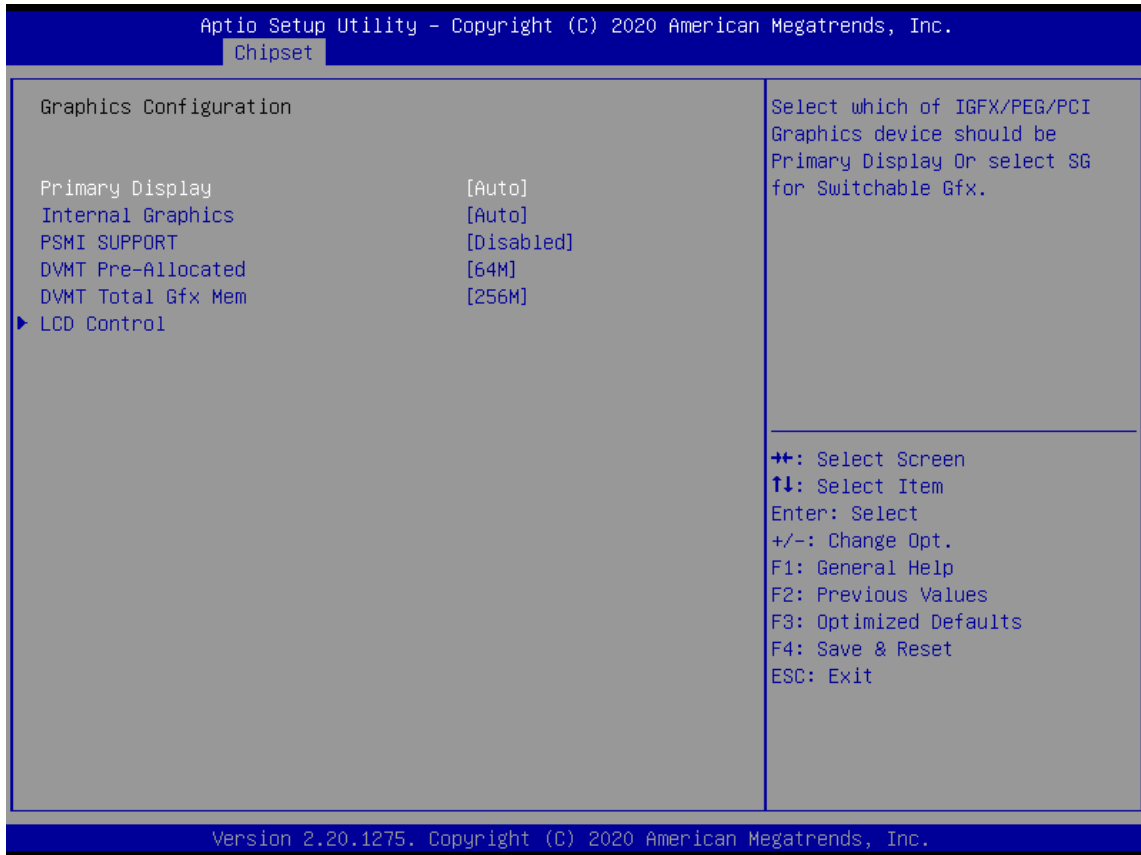 Aptio Setup Utility – Copyright (C) 2020 American Megatrends, Inc.
Chipset
Graphics Configuration
Primary Display [Auto]
Internal Graphics [Auto]
PSMI SUPPORT [Disabled]
DVMT Pre-Allocated [64M]
DVMT Total Gfx Mem [256M]
▶ LCD Control
Select which of IGFX/PEG/PCI
Graphics device should be
Primary Display Or select SG
for Switchable Gfx.
→←: Select Screen
↑↓: Select Item
Enter: Select
+/-: Change Opt.
F1: General Help
F2: Previous Values
F3: Optimized Defaults
F4: Save & Reset
ESC: Exit
Version 2.20.1275. Copyright (C) 2020 American Megatrends, Inc.